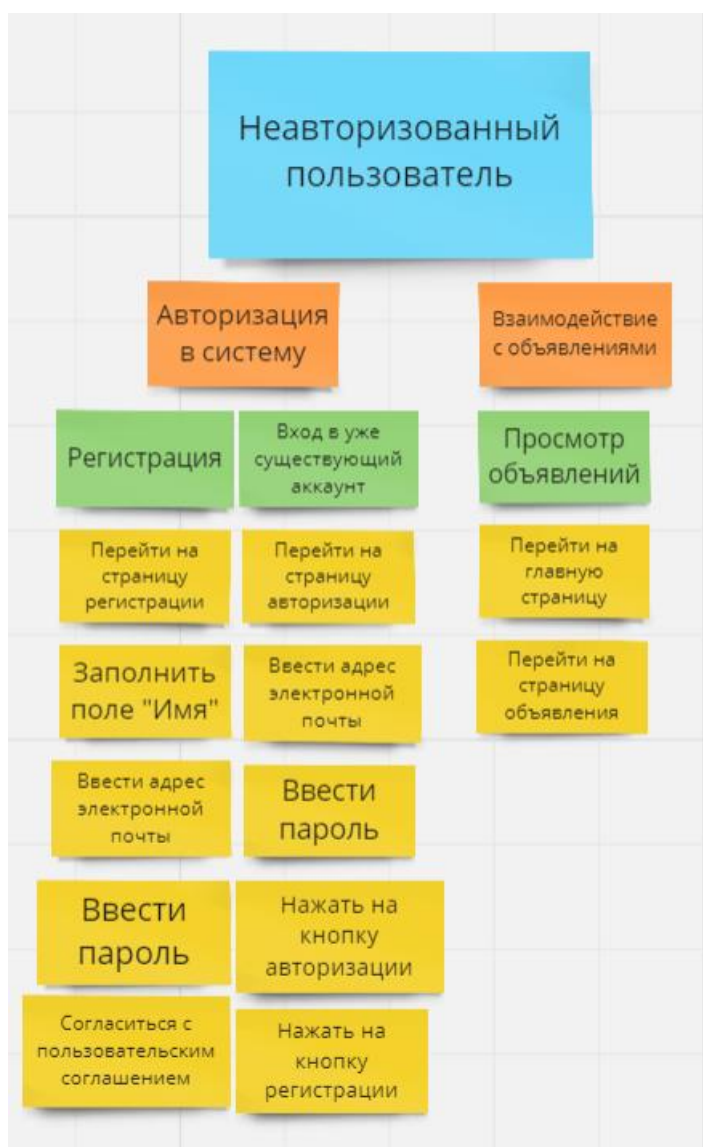 Неавторизованный
пользователь
Авторизация
в систему
Взаимодействие
с объявлениями
Регистрация
Вход в уже
существующий
аккаунт
Просмотр
объявлений
Перейти на
страницу
регистрации
Перейти на
страницу
авторизации
Перейти на
главную
страницу
Заполнить
поле "Имя"
Ввести адрес
электронной
почты
Перейти на
страницу
объявления
Ввести адрес
электронной
почты
Ввести
пароль
Ввести
пароль
Нажать на
кнопку
авторизации
Согласиться с
пользовательским
соглашением
Нажать на
кнопку
регистрации